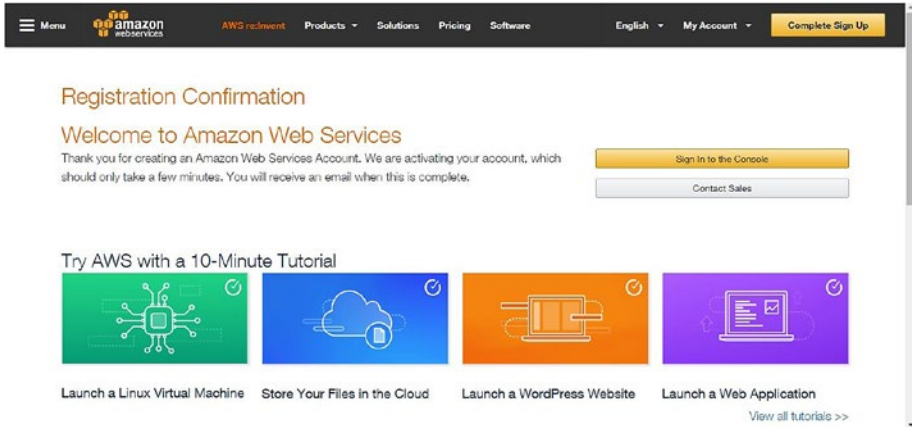 Menu
amazon
webservices
AWS re:Invent
Products
Solutions
Pricing
Software
English
My Account
Complete Sign Up
Registration Confirmation
Welcome to Amazon Web Services
Thank you for creating an Amazon Web Services Account. We are activating your account, which
should only take a few minutes. You will receive an email when this is complete.
Sign In to the Console
Contact Sales
Try AWS with a 10-Minute Tutorial
Launch a Linux Virtual Machine
Store Your Files in the Cloud
Launch a WordPress Website
Launch a Web Application
View all tutorials >>